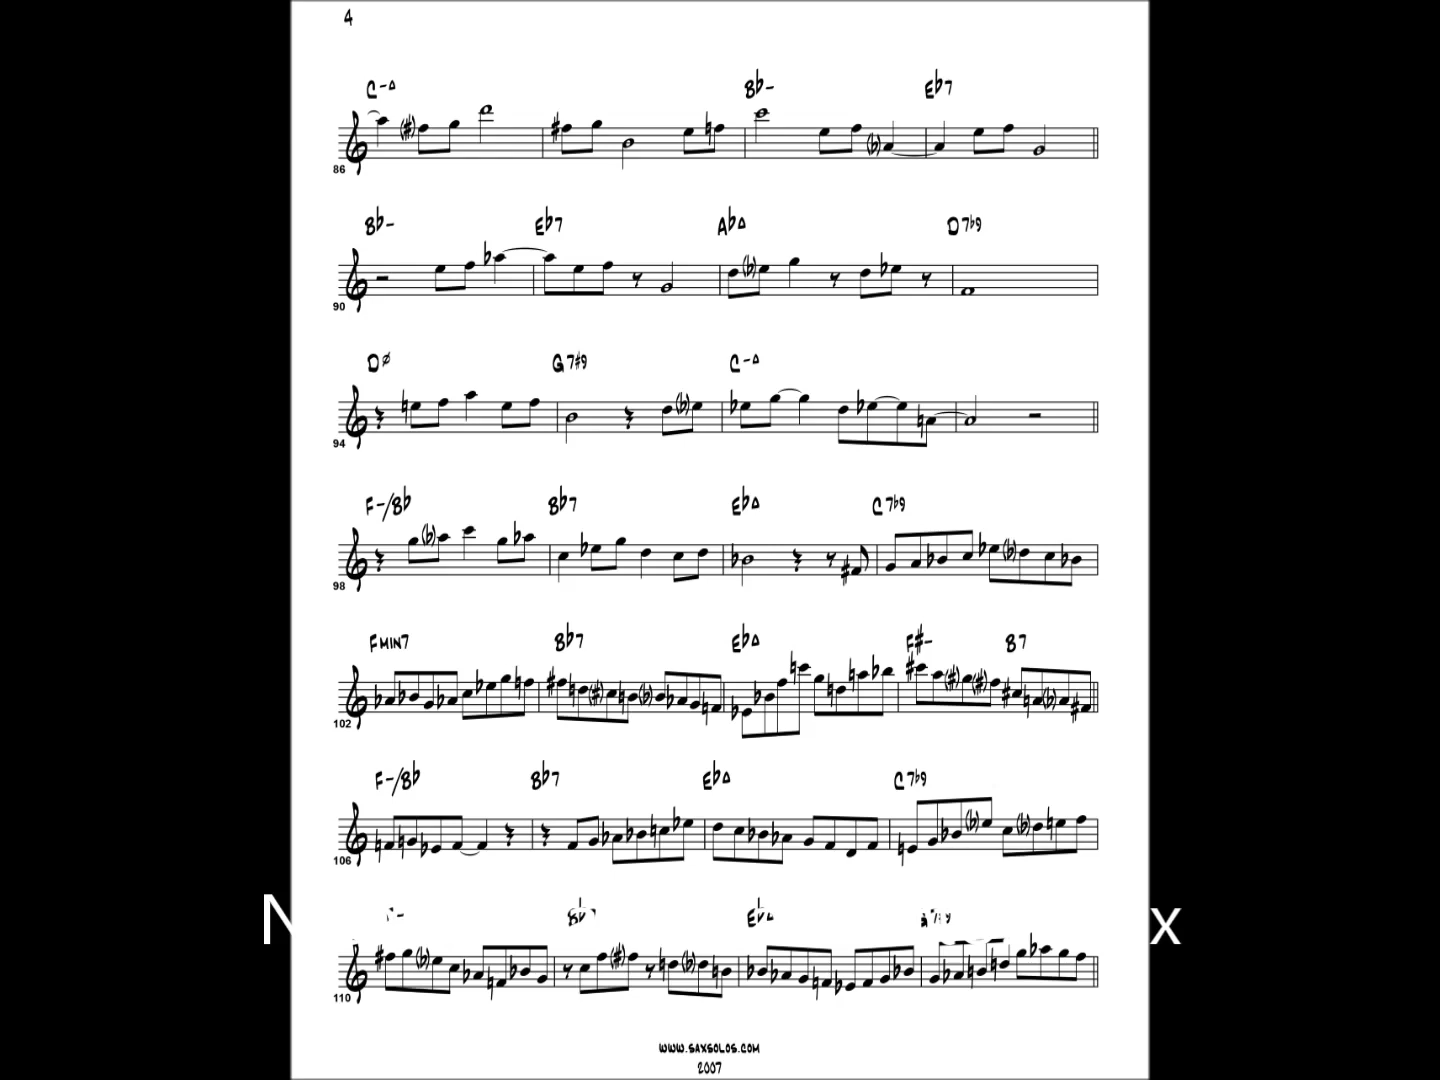 4
C-Δ Bb- Eb7
86
Bb- Eb7 AbΔ D7b9
90
Dø G7#9 C-Δ
94
F-/Bb Bb7 EbΔ C7b9
98
FMIN7 Bb7 EbΔ F#- B7
102
F-/Bb Bb7 EbΔ C7b9
106
N x
110
WWW.SAXSOLOS.COM
2007